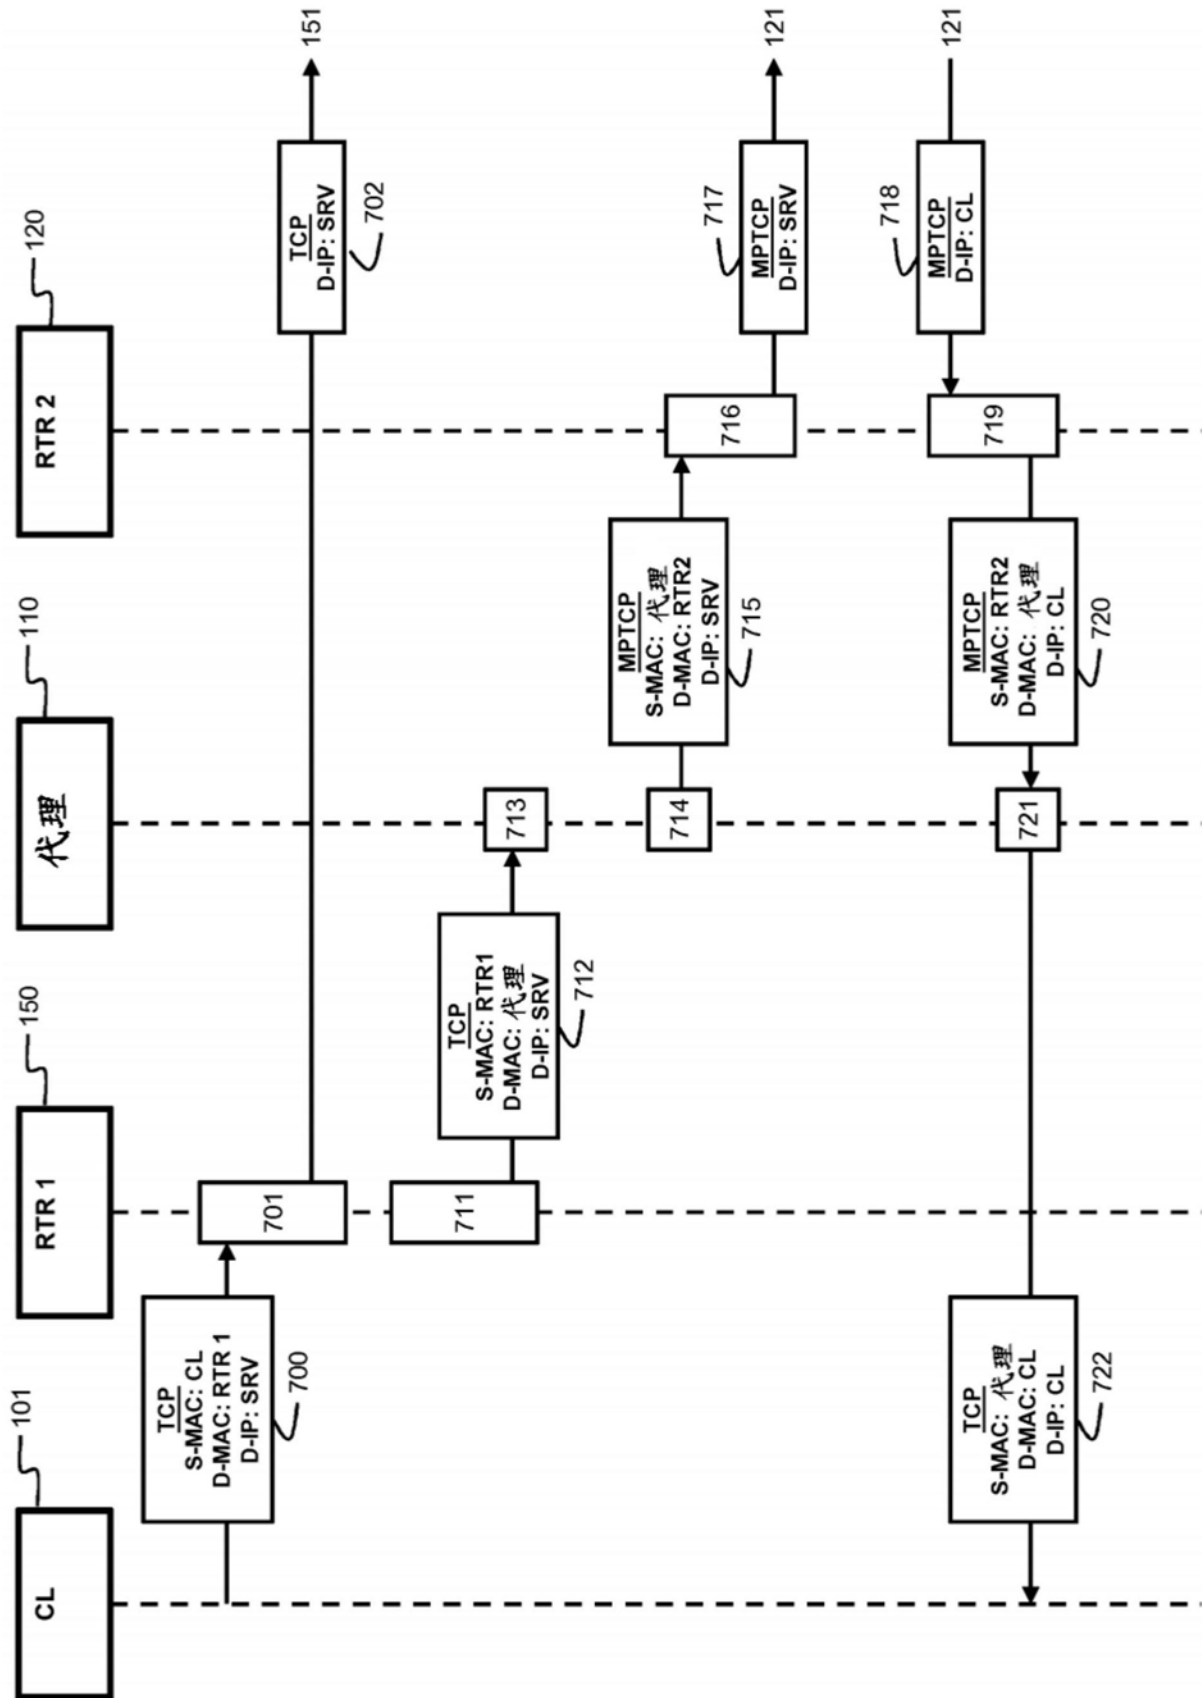 CL
101
RTR 1
150
代理
110
RTR 2
120
TCP
S-MAC: CL
D-MAC: RTR 1
D-IP: SRV
700
701
TCP
D-IP: SRV
702
151
711
TCP
S-MAC: RTR1
D-MAC: 代理
D-IP: SRV
712
713
714
MPTCP
S-MAC: 代理
D-MAC: RTR2
D-IP: SRV
715
716
MPTCP
D-IP: SRV
717
121
121
MPTCP
D-IP: CL
718
719
MPTCP
S-MAC: RTR2
D-MAC: 代理
D-IP: CL
720
721
TCP
S-MAC: 代理
D-MAC: CL
D-IP: CL
722